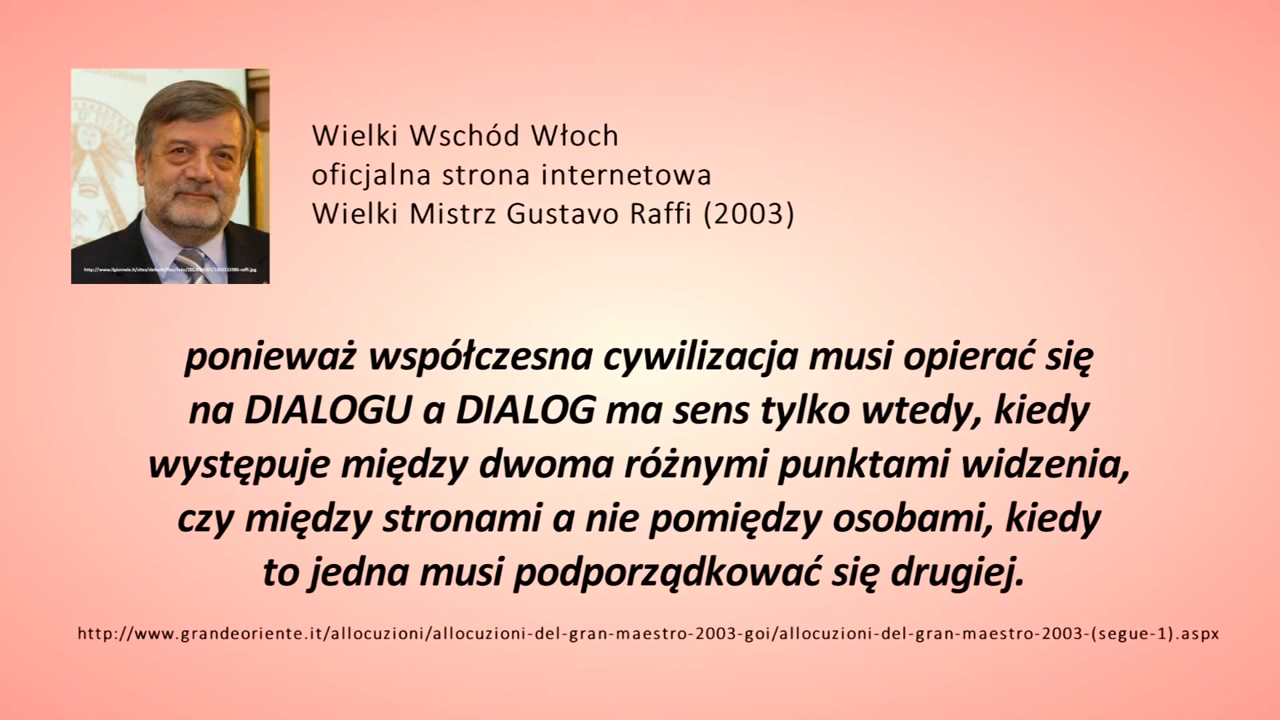 Wielki Wschód Włoch
oficjalna strona internetowa
Wielki Mistrz Gustavo Raffi (2003)
ponieważ współczesna cywilizacja musi opierać się
na DIALOGU a DIALOG ma sens tylko wtedy, kiedy
występuje między dwoma różnymi punktami widzenia,
czy między stronami a nie pomiędzy osobami, kiedy
to jedna musi podporządkować się drugiej.
http://www.grandeoriente.it/allocuzioni/allocuzioni-del-gran-maestro-2003-goi/allocuzioni-del-gran-maestro-2003-(segue-1).aspx